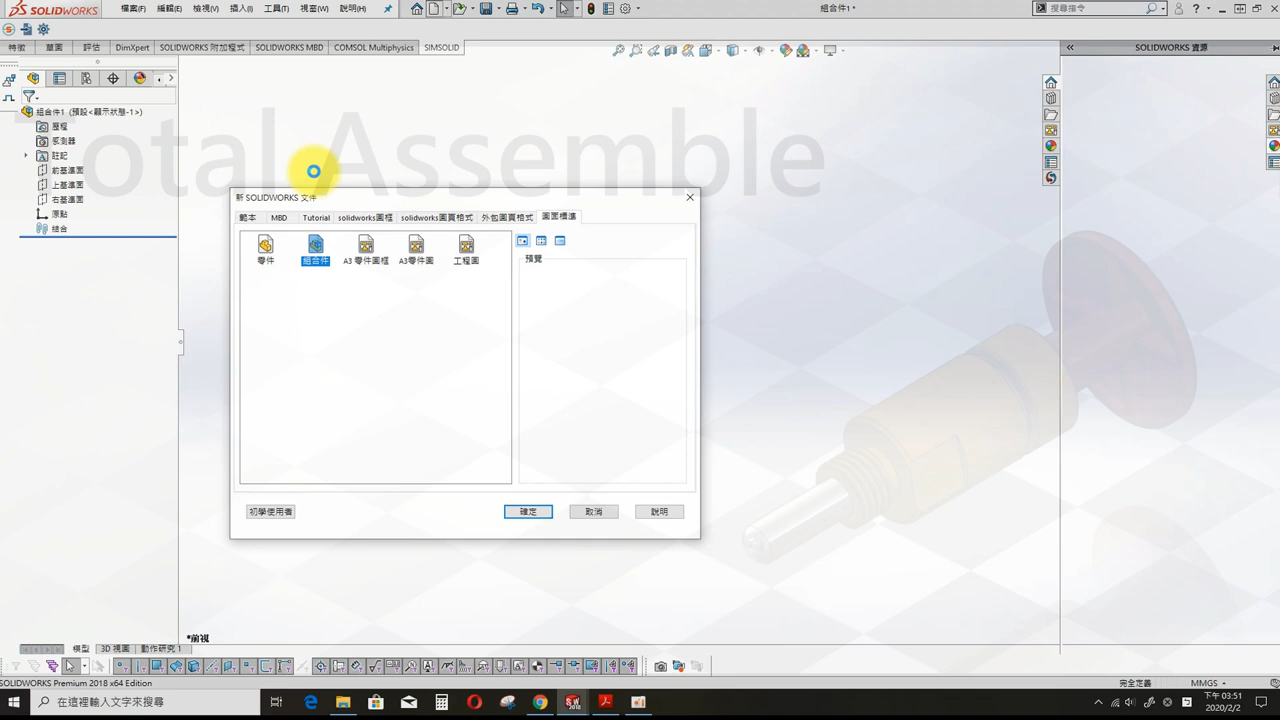 SOLIDWORKS 檔案(F) 編輯(E) 檢視(V) 插入(I) 工具(T) 視窗(W) 說明(H) 組合件1 * 搜尋指令 ?
特徵 草圖 評估 DimXpert SOLIDWORKS 附加程式 SOLIDWORKS MBD COMSOL Multiphysics SIMSOLID SOLIDWORKS 資源
組合件1 (預設<顯示狀態-1>)
歷程
感測器
註記
前基準面
上基準面
右基準面
原點
結合
otal Assemble
新 SOLIDWORKS 文件
範本 MBD Tutorial solidworks圖框 solidworks圖頁格式 外包圖頁格式 圖面標準
零件 組合件 A3 零件圖框 A3零件圖 工程圖
預覽
初學使用者 確定 取消 說明
*前視
模型 3D 視圖 動作研究 1
SOLIDWORKS Premium 2018 x64 Edition 完全定義 MMGS
在這裡輸入文字來搜尋
下午 03:51
2020/2/2